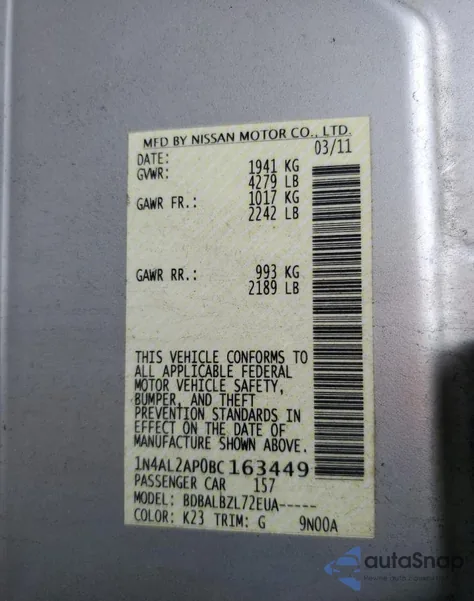 MFD BY NISSAN MOTOR CO., LTD.
DATE: 03/11
GVWR: 1941 KG
4279 LB
GAWR FR.: 1017 KG
2242 LB
GAWR RR.: 993 KG
2189 LB
THIS VEHICLE CONFORMS TO
ALL APPLICABLE FEDERAL
MOTOR VEHICLE SAFETY,
BUMPER, AND THEFT
PREVENTION STANDARDS IN
EFFECT ON THE DATE OF
MANUFACTURE SHOWN ABOVE.
1N4AL2AP0BC163449
PASSENGER CAR 157
MODEL: BDBALBZL72EUA-----
COLOR: K23 TRIM: G 9N00A
autaSnap